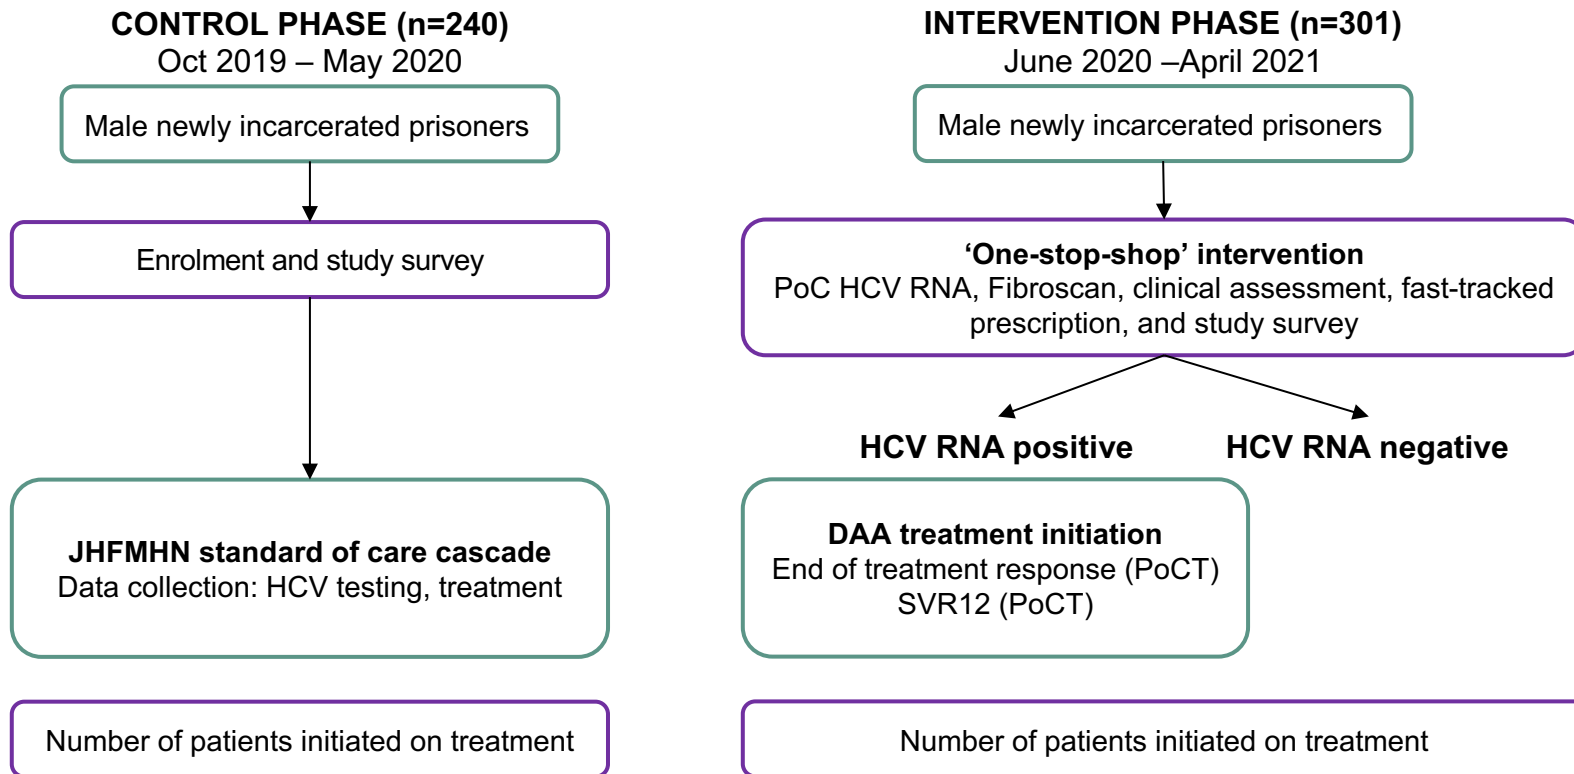 CONTROL PHASE (n=240)
Oct 2019 – May 2020
Male newly incarcerated prisoners
Enrolment and study survey
JHFMHN standard of care cascade
Data collection: HCV testing, treatment
Number of patients initiated on treatment
INTERVENTION PHASE (n=301)
June 2020 –April 2021
Male newly incarcerated prisoners
‘One-stop-shop’ intervention
PoC HCV RNA, Fibroscan, clinical assessment, fast-tracked
prescription, and study survey
HCV RNA positive
HCV RNA negative
DAA treatment initiation
End of treatment response (PoCT)
SVR12 (PoCT)
Number of patients initiated on treatment